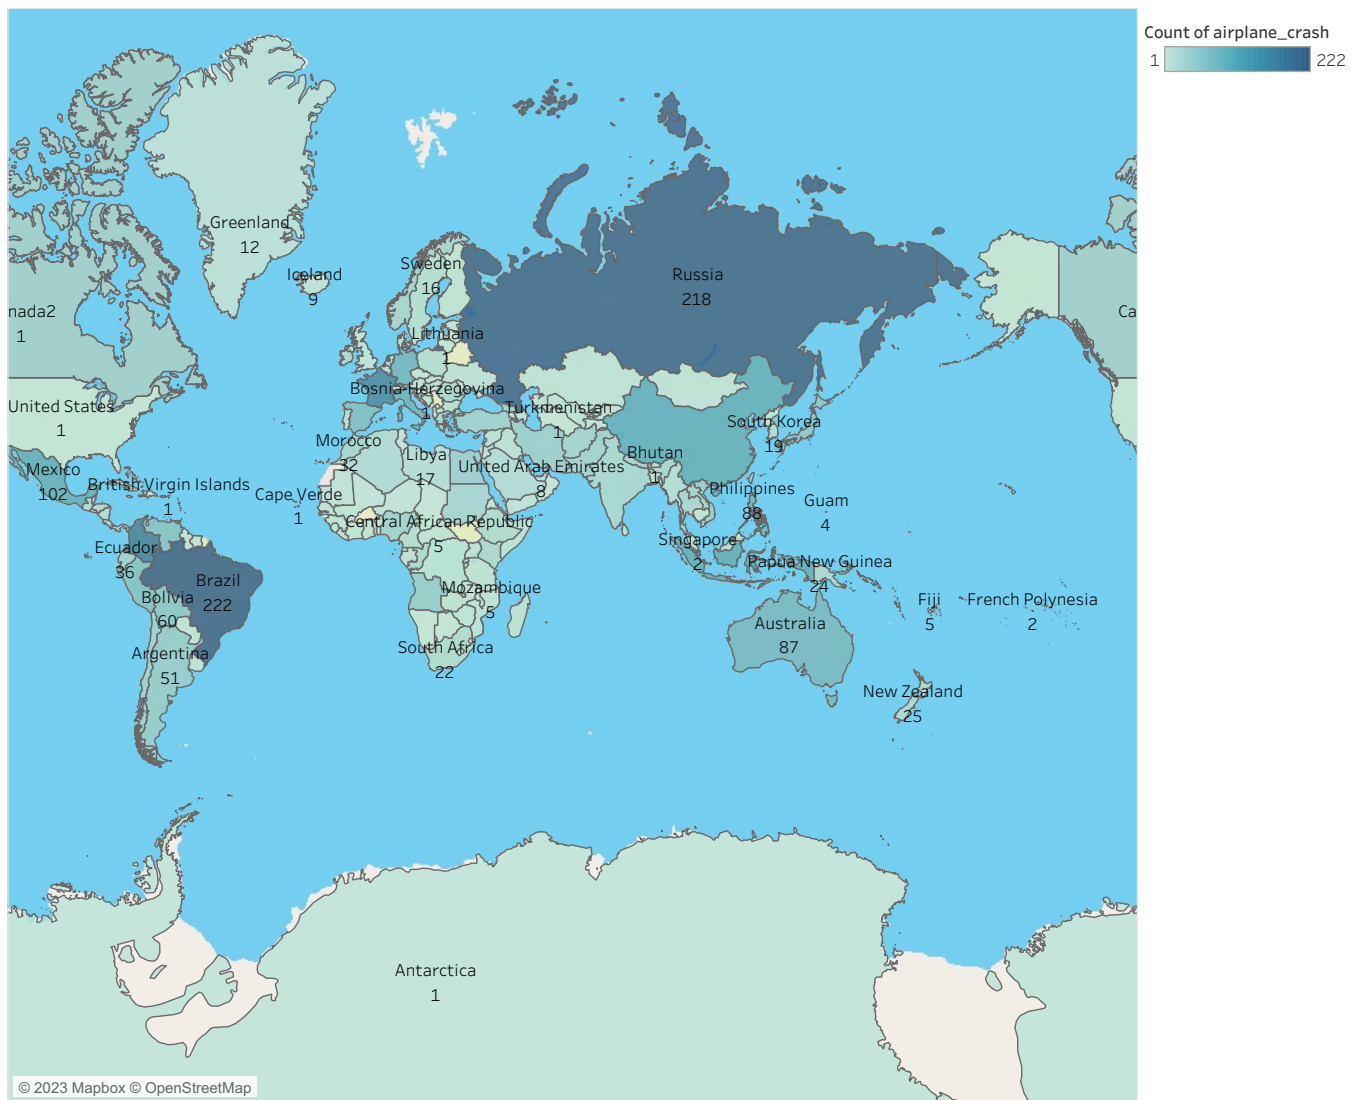 Count of airplane_crash
1 222
Greenland
12
Iceland
9
Sweden
16
Russia
218
nada2
1
Ca
Lithuania
1
Bosnia-Herzegovina
1
United States
1
Turkmenistan
1
South Korea
19
Morocco
32
Libya
17
Bhutan
1
United Arab Emirates
8
Mexico
102
British Virgin Islands
1
Cape Verde
1
Philippines
88
Guam
4
Central African Republic
5
Singapore
2
Ecuador
36
Papua New Guinea
24
Brazil
222
Mozambique
5
Bolivia
60
Fiji
5
French Polynesia
2
Australia
87
South Africa
22
Argentina
51
New Zealand
25
Antarctica
1
© 2023 Mapbox © OpenStreetMap